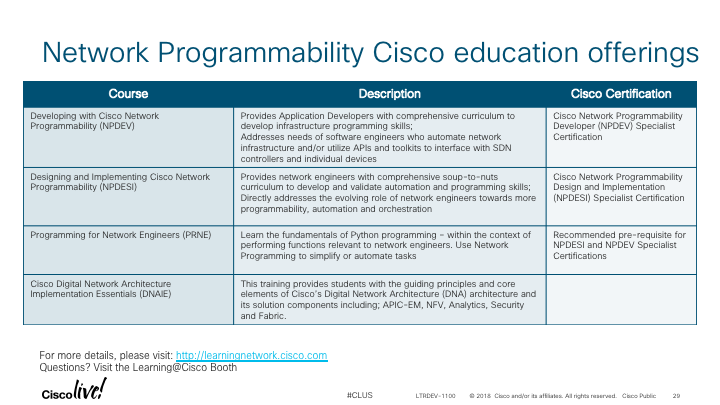 Network Programmability Cisco education offerings
Course
Description
Cisco Certification
Developing with Cisco Network
Programmability (NPDEV)
Provides Application Developers with comprehensive curriculum to
develop infrastructure programming skills;
Addresses needs of software engineers who automate network
infrastructure and/or utilize APIs and toolkits to interface with SDN
controllers and individual devices
Cisco Network Programmability
Developer (NPDEV) Specialist
Certification
Designing and Implementing Cisco Network
Programmability (NPDESI)
Provides network engineers with comprehensive soup-to-nuts
curriculum to develop and validate automation and programming skills;
Directly addresses the evolving role of network engineers towards more
programmability, automation and orchestration
Cisco Network Programmability
Design and Implementation
(NPDESI) Specialist Certification
Programming for Network Engineers (PRNE)
Learn the fundamentals of Python programming – within the context of
performing functions relevant to network engineers. Use Network
Programming to simplify or automate tasks
Recommended pre-requisite for
NPDESI and NPDEV Specialist
Certifications
Cisco Digital Network Architecture
Implementation Essentials (DNAIE)
This training provides students with the guiding principles and core
elements of Cisco's Digital Network Architecture (DNA) architecture and
its solution components including; APIC-EM, NFV, Analytics, Security
and Fabric.
For more details, please visit: http://learningnetwork.cisco.com
Questions? Visit the Learning@Cisco Booth
Cisco live!
#CLUS
LTRDEV-1100
© 2018 Cisco and/or its affiliates. All rights reserved. Cisco Public
29